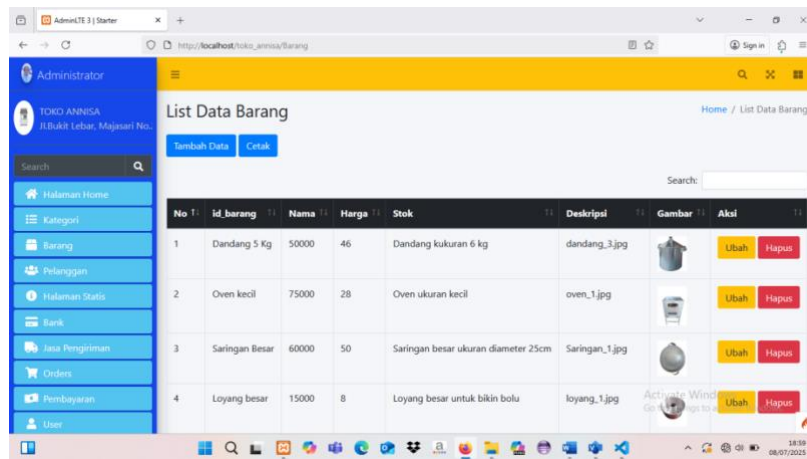 AdminLTE 3 | Starter
http://localhost/toko_annisa/Barang
Sign in
Administrator
TOKO ANNISA
Jl.Bukit Lebar, Majasari No..
Search
Halaman Home
Kategori
Barang
Pelanggan
Halaman Statis
Bank
Jasa Pengiriman
Orders
Pembayaran
User
List Data Barang
Home / List Data Barang
Tambah Data Cetak
Search:
No id_barang Nama Harga Stok Deskripsi Gambar Aksi
1 Dandang 5 Kg 50000 46 Dandang kukuran 6 kg dandang_3.jpg Ubah Hapus
2 Oven kecil 75000 28 Oven ukuran kecil oven_1.jpg Ubah Hapus
3 Saringan Besar 60000 50 Saringan besar ukuran diameter 25cm Saringan_1.jpg Ubah Hapus
4 Loyang besar 15000 8 Loyang besar untuk bikin bolu loyang_1.jpg Ubah Hapus
Activate Wind
18:59
08/07/2025